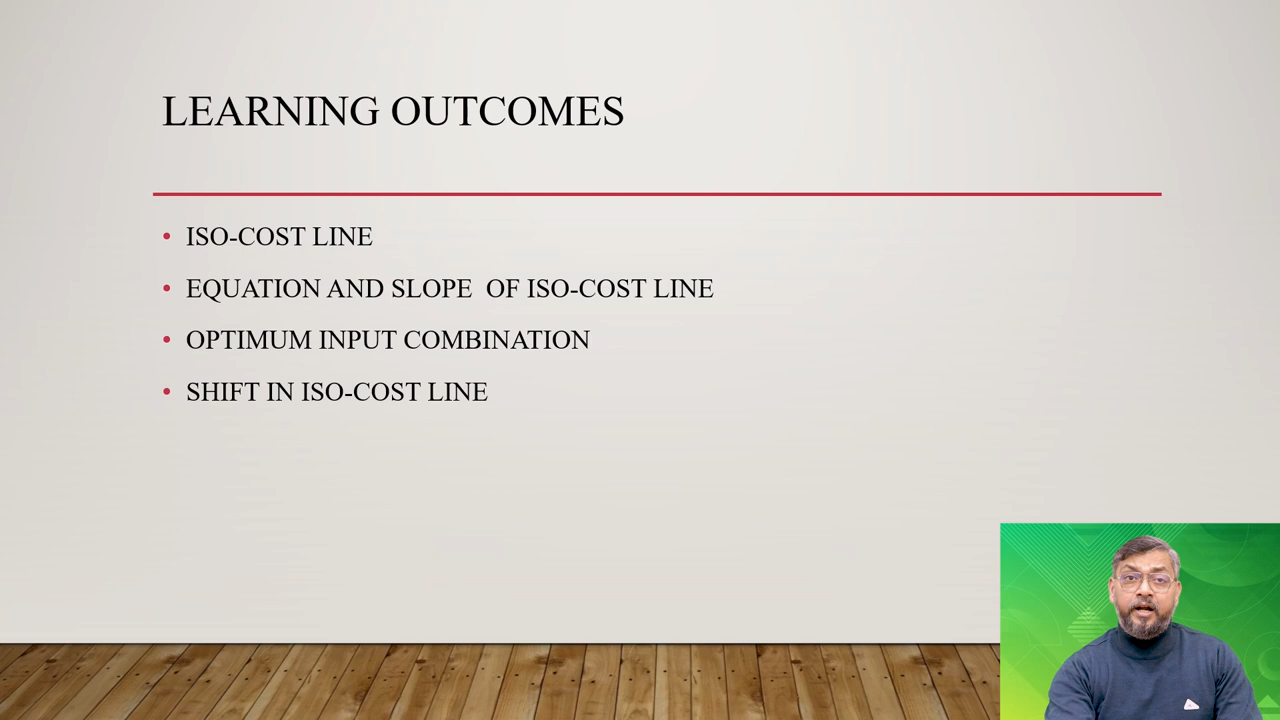 LEARNING OUTCOMES
• ISO-COST LINE
• EQUATION AND SLOPE  OF ISO-COST LINE
• OPTIMUM INPUT COMBINATION
• SHIFT IN ISO-COST LINE